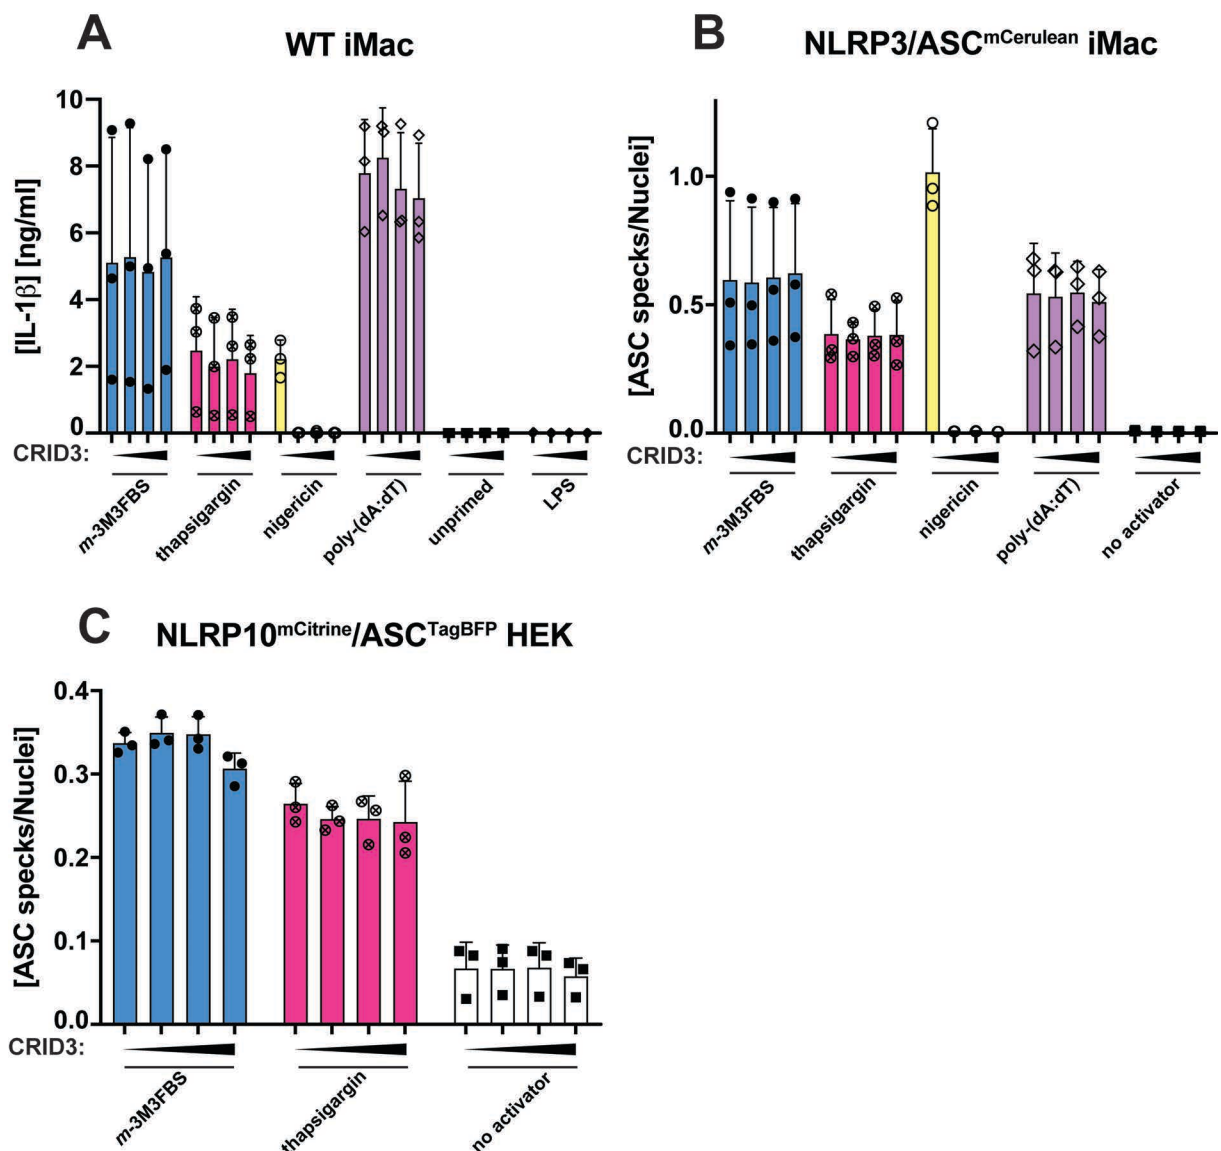 A
WT iMac
[IL-1β] [ng/ml]
10
8
6
4
2
0
CRID3:
m-3M3FBS
thapsigargin
nigericin
poly-(dA:dT)
unprimed
LPS
B
NLRP3/ASCmCerulean iMac
[ASC specks/Nuclei]
1.0
0.5
0.0
CRID3:
m-3M3FBS
thapsigargin
nigericin
poly-(dA:dT)
no activator
C
NLRP10mCitrine/ASCTagBFP HEK
[ASC specks/Nuclei]
0.4
0.3
0.2
0.1
0.0
CRID3:
m-3M3FBS
thapsigargin
no activator